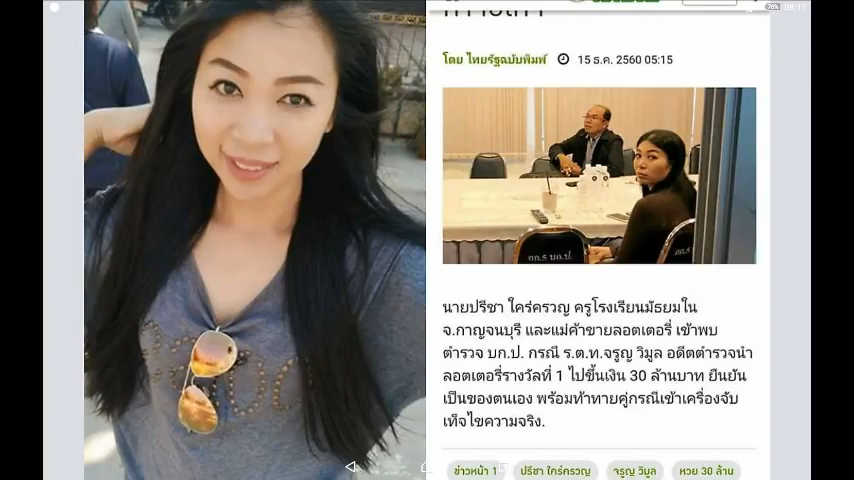 78%
08:17
โดย ไทยรัฐฉบับพิมพ์ 15 ธ.ค. 2560 05:15
นายปรีชา ใคร่ครวญ ครูโรงเรียนมัธยมใน
จ.กาญจนบุรี และแม่ค้าขายลอตเตอรี่ เข้าพบ
ตำรวจ บก.ป. กรณี ร.ต.ท.จรูญ วิมูล อดีตตำรวจนำ
ลอตเตอรี่รางวัลที่ 1 ไปขึ้นเงิน 30 ล้านบาท ยืนยัน
เป็นของตนเอง พร้อมท้าทายคู่กรณีเข้าเครื่องจับ
เท็จไขความจริง.
ข่าวหน้า 1 ปรีชา ใคร่ครวญ จรูญ วิมูล หวย 30 ล้าน